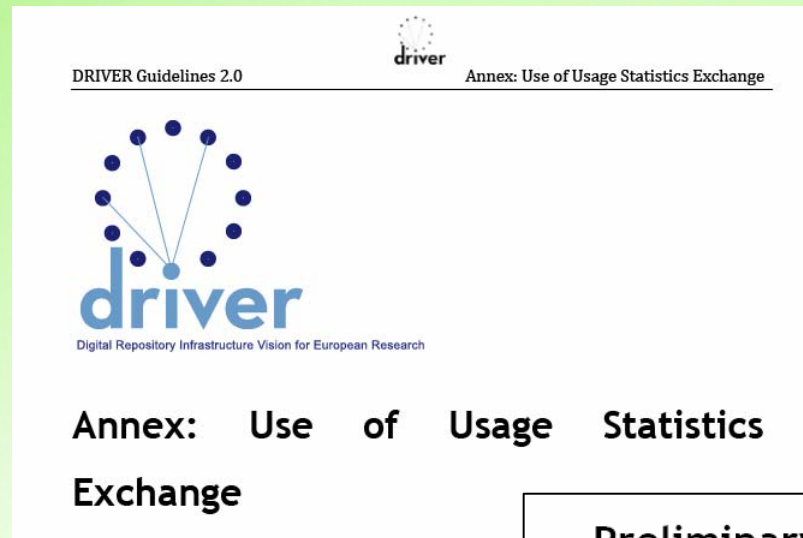 driver
DRIVER Guidelines 2.0 Annex: Use of Usage Statistics Exchange
driver
Digital Repository Infrastructure Vision for European Research
Annex: Use of Usage Statistics
Exchange